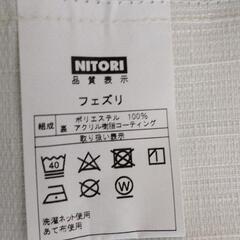 NITORI
品質表示
フェズリ
組成 ポリエステル 100%
裏 アクリル樹脂コーティング
取り扱い表示
40
W
洗濯ネット使用
あて布使用